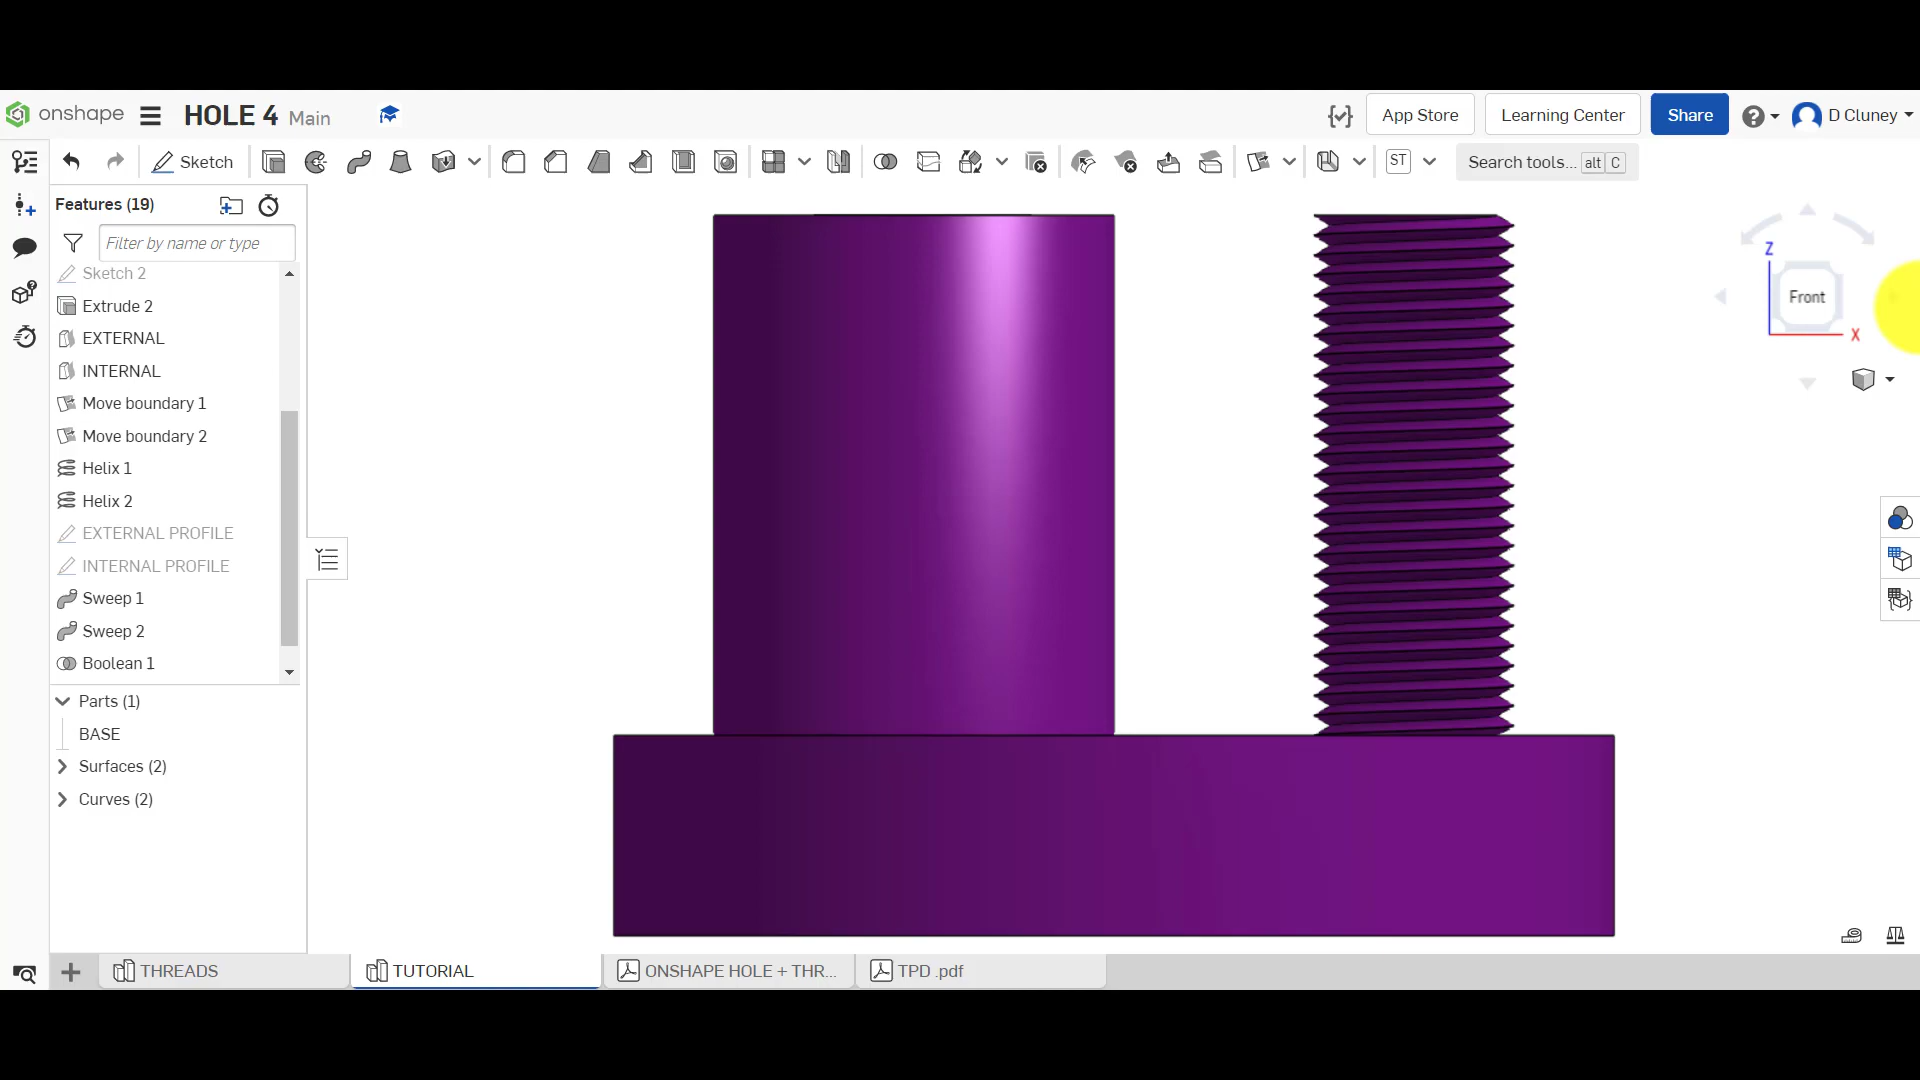 onshape HOLE 4 Main App Store Learning Center Share D Cluney
Sketch ST Search tools... alt C
Features (19)
Filter by name or type
Sketch 2
Extrude 2
EXTERNAL
INTERNAL
Move boundary 1
Move boundary 2
Helix 1
Helix 2
EXTERNAL PROFILE
INTERNAL PROFILE
Sweep 1
Sweep 2
Boolean 1
Parts (1)
BASE
Surfaces (2)
Curves (2)
Z
Front
X
THREADS TUTORIAL ONSHAPE HOLE + THR... TPD .pdf